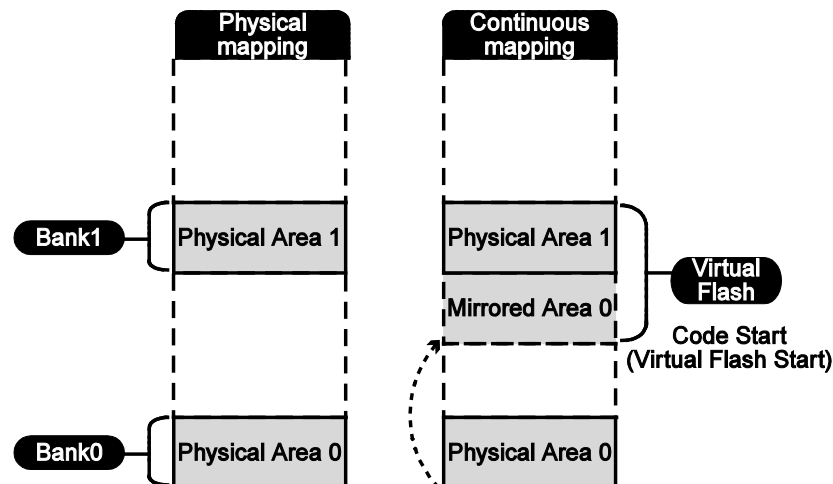 Physical
mapping
Continuous
mapping
Bank1
Physical Area 1
Physical Area 1
Virtual
Flash
Mirrored Area 0
Code Start
(Virtual Flash Start)
Bank0
Physical Area 0
Physical Area 0